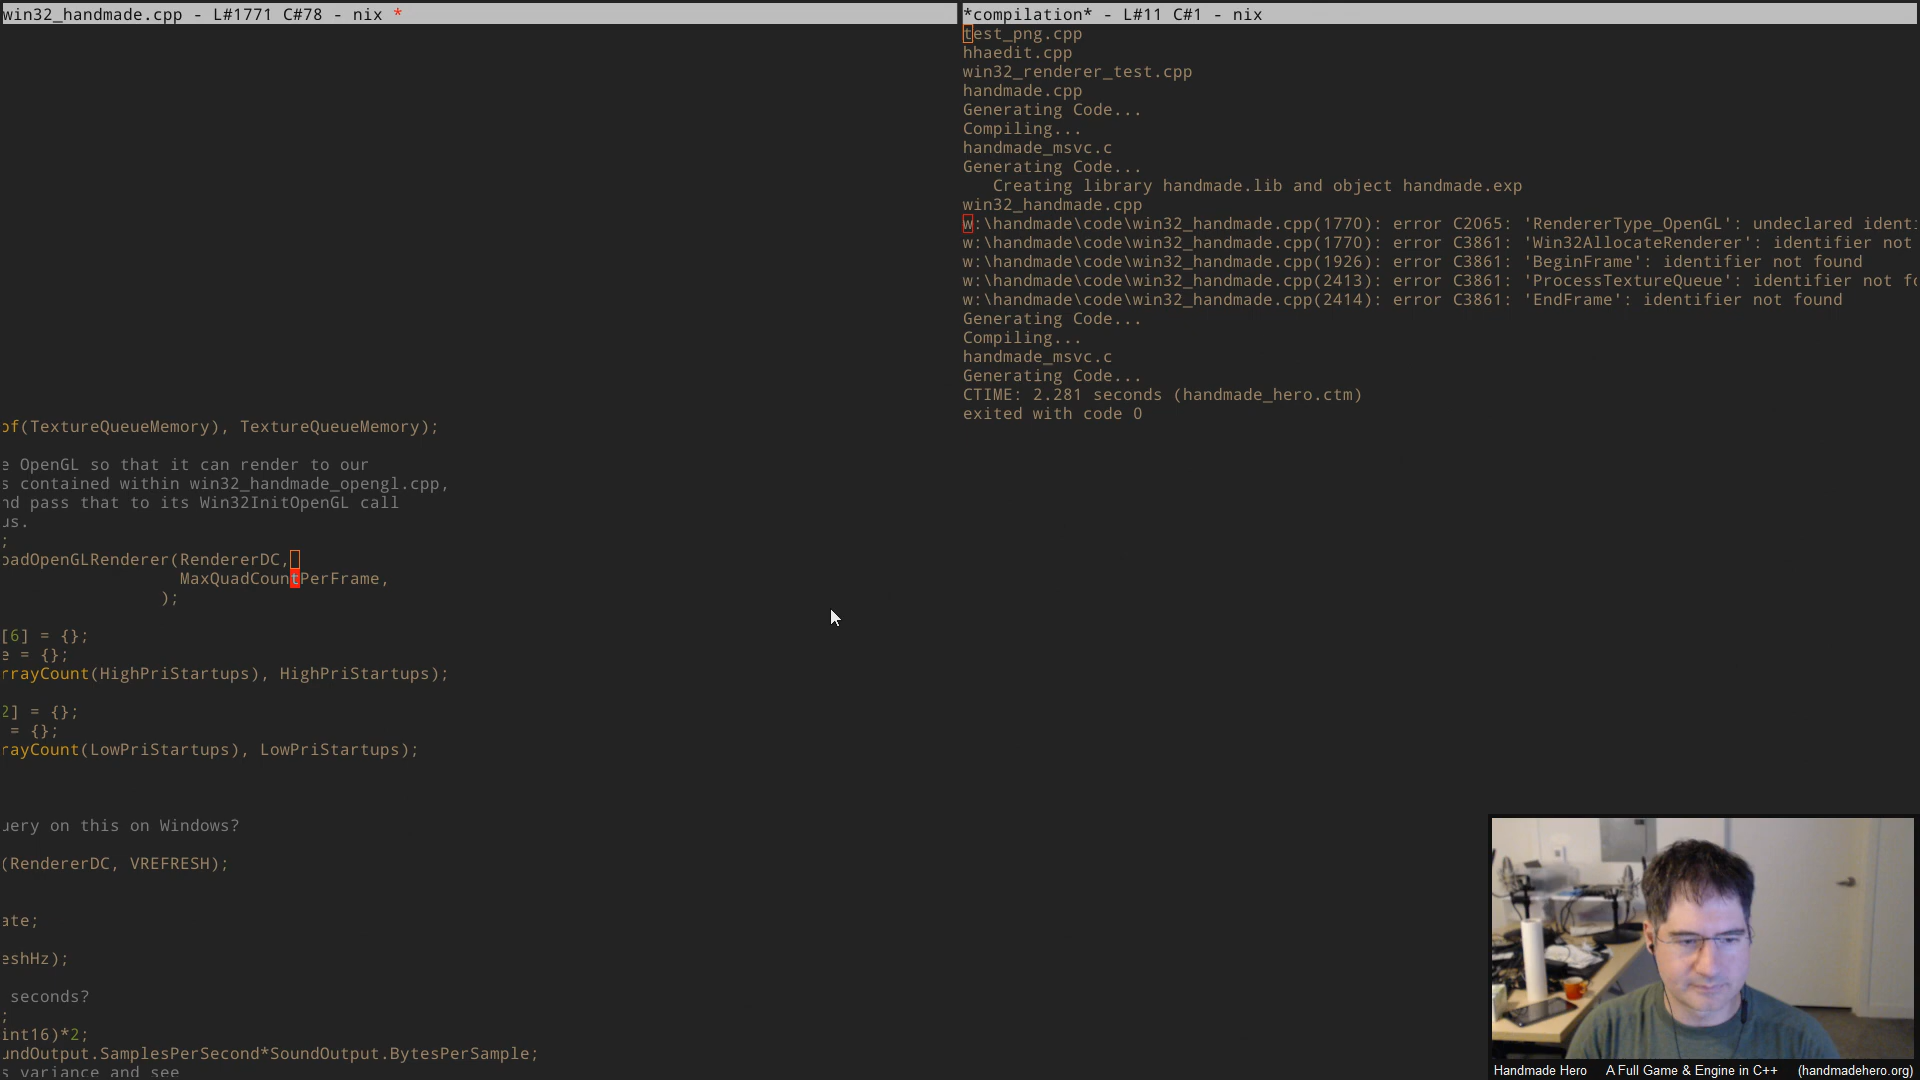 win32_handmade.cpp - L#1771 C#78 - nix *
of(TextureQueueMemory), TextureQueueMemory);
e OpenGL so that it can render to our
s contained within win32_handmade_opengl.cpp,
nd pass that to its Win32InitOpenGL call
us.
;
oadOpenGLRenderer(RendererDC,
MaxQuadCountPerFrame,
);
[6] = {};
e = {};
rrayCount(HighPriStartups), HighPriStartups);
2] = {};
= {};
rayCount(LowPriStartups), LowPriStartups);
uery on this on Windows?
(RendererDC, VREFRESH);
ate;
eshHz);
seconds?
;
int16)*2;
undOutput.SamplesPerSecond*SoundOutput.BytesPerSample;
s variance and see
*compilation* - L#11 C#1 - nix
test_png.cpp
hhaedit.cpp
win32_renderer_test.cpp
handmade.cpp
Generating Code...
Compiling...
handmade_msvc.c
Generating Code...
Creating library handmade.lib and object handmade.exp
win32_handmade.cpp
w:\handmade\code\win32_handmade.cpp(1770): error C2065: 'RendererType_OpenGL': undeclared identi
w:\handmade\code\win32_handmade.cpp(1770): error C3861: 'Win32AllocateRenderer': identifier not
w:\handmade\code\win32_handmade.cpp(1926): error C3861: 'BeginFrame': identifier not found
w:\handmade\code\win32_handmade.cpp(2413): error C3861: 'ProcessTextureQueue': identifier not fo
w:\handmade\code\win32_handmade.cpp(2414): error C3861: 'EndFrame': identifier not found
Generating Code...
Compiling...
handmade_msvc.c
Generating Code...
CTIME: 2.281 seconds (handmade_hero.ctm)
exited with code 0
Handmade Hero A Full Game & Engine in C++ (handmadehero.org)